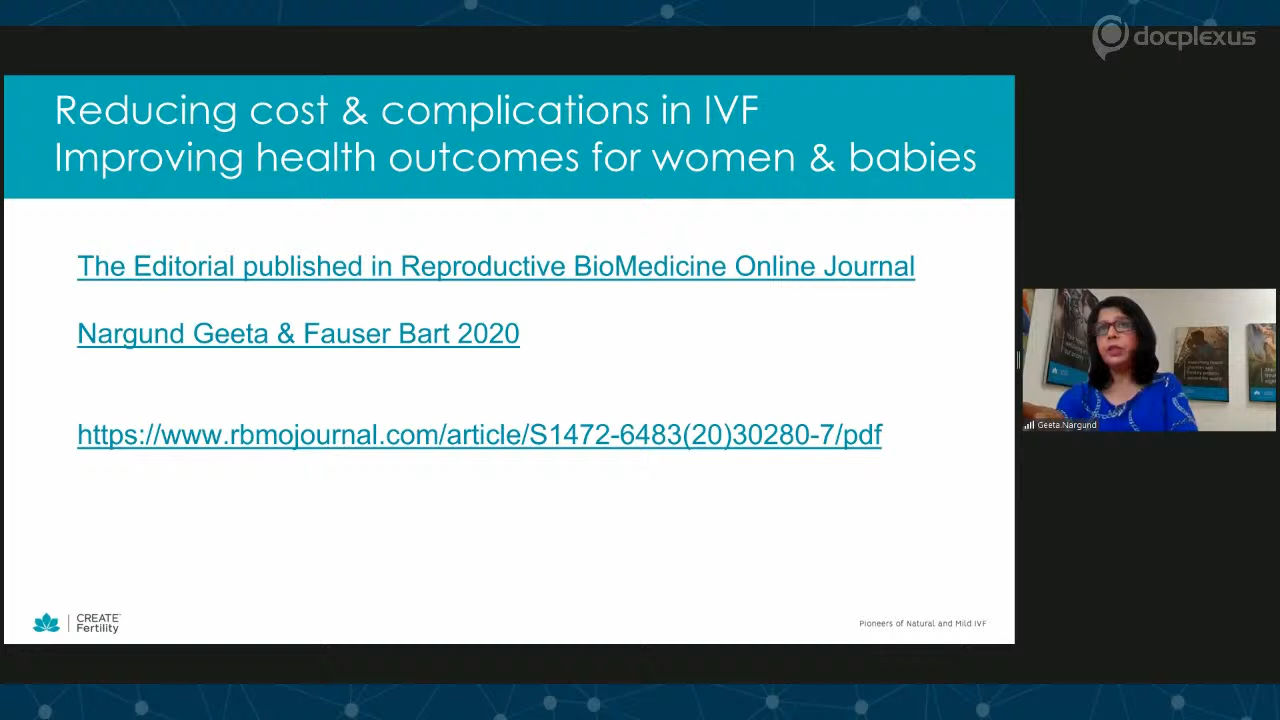 docplexus
Reducing cost & complications in IVF
Improving health outcomes for women & babies
The Editorial published in Reproductive BioMedicine Online Journal
Nargund Geeta & Fauser Bart 2020
https://www.rbmojournal.com/article/S1472-6483(20)30280-7/pdf
Geeta Nargund
CREATE
Fertility
Pioneers of Natural and Mild IVF